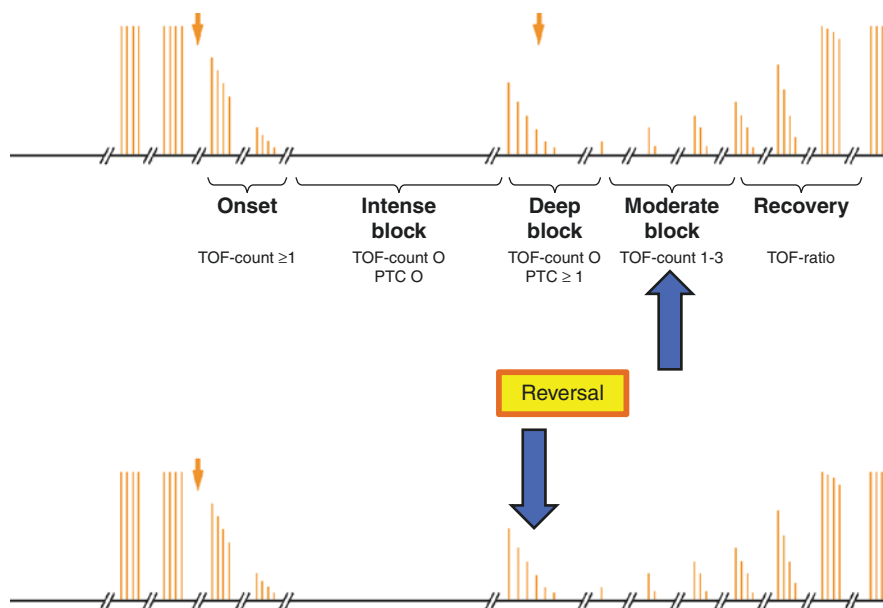 Onset
Intense
block
Deep
block
Moderate
block
Recovery
TOF-count ≥1
TOF-count O
PTC O
TOF-count O
PTC ≥ 1
TOF-count 1-3
TOF-ratio
Reversal